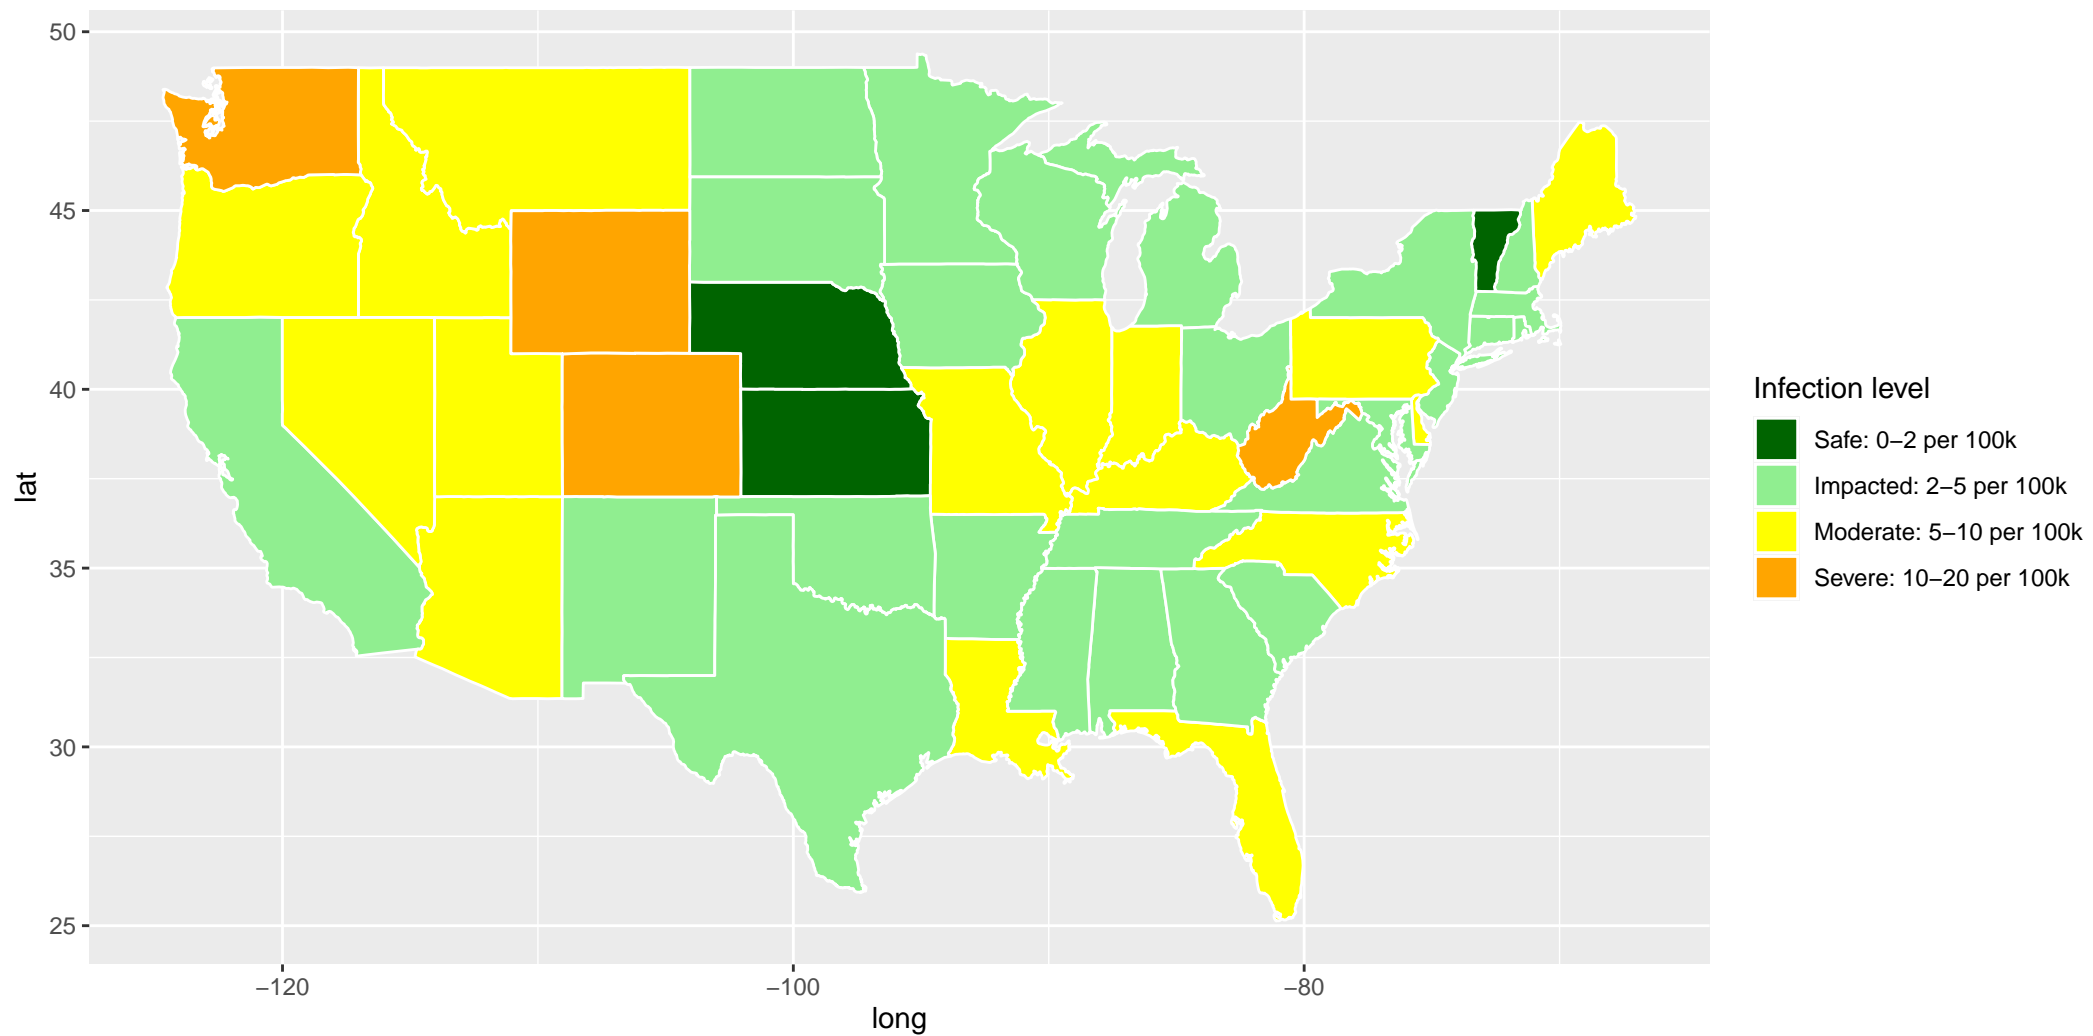 50
45
40
35
30
25
lat
−120
−100
−80
long
Infection level
Safe: 0–2 per 100k
Impacted: 2–5 per 100k
Moderate: 5–10 per 100k
Severe: 10–20 per 100k